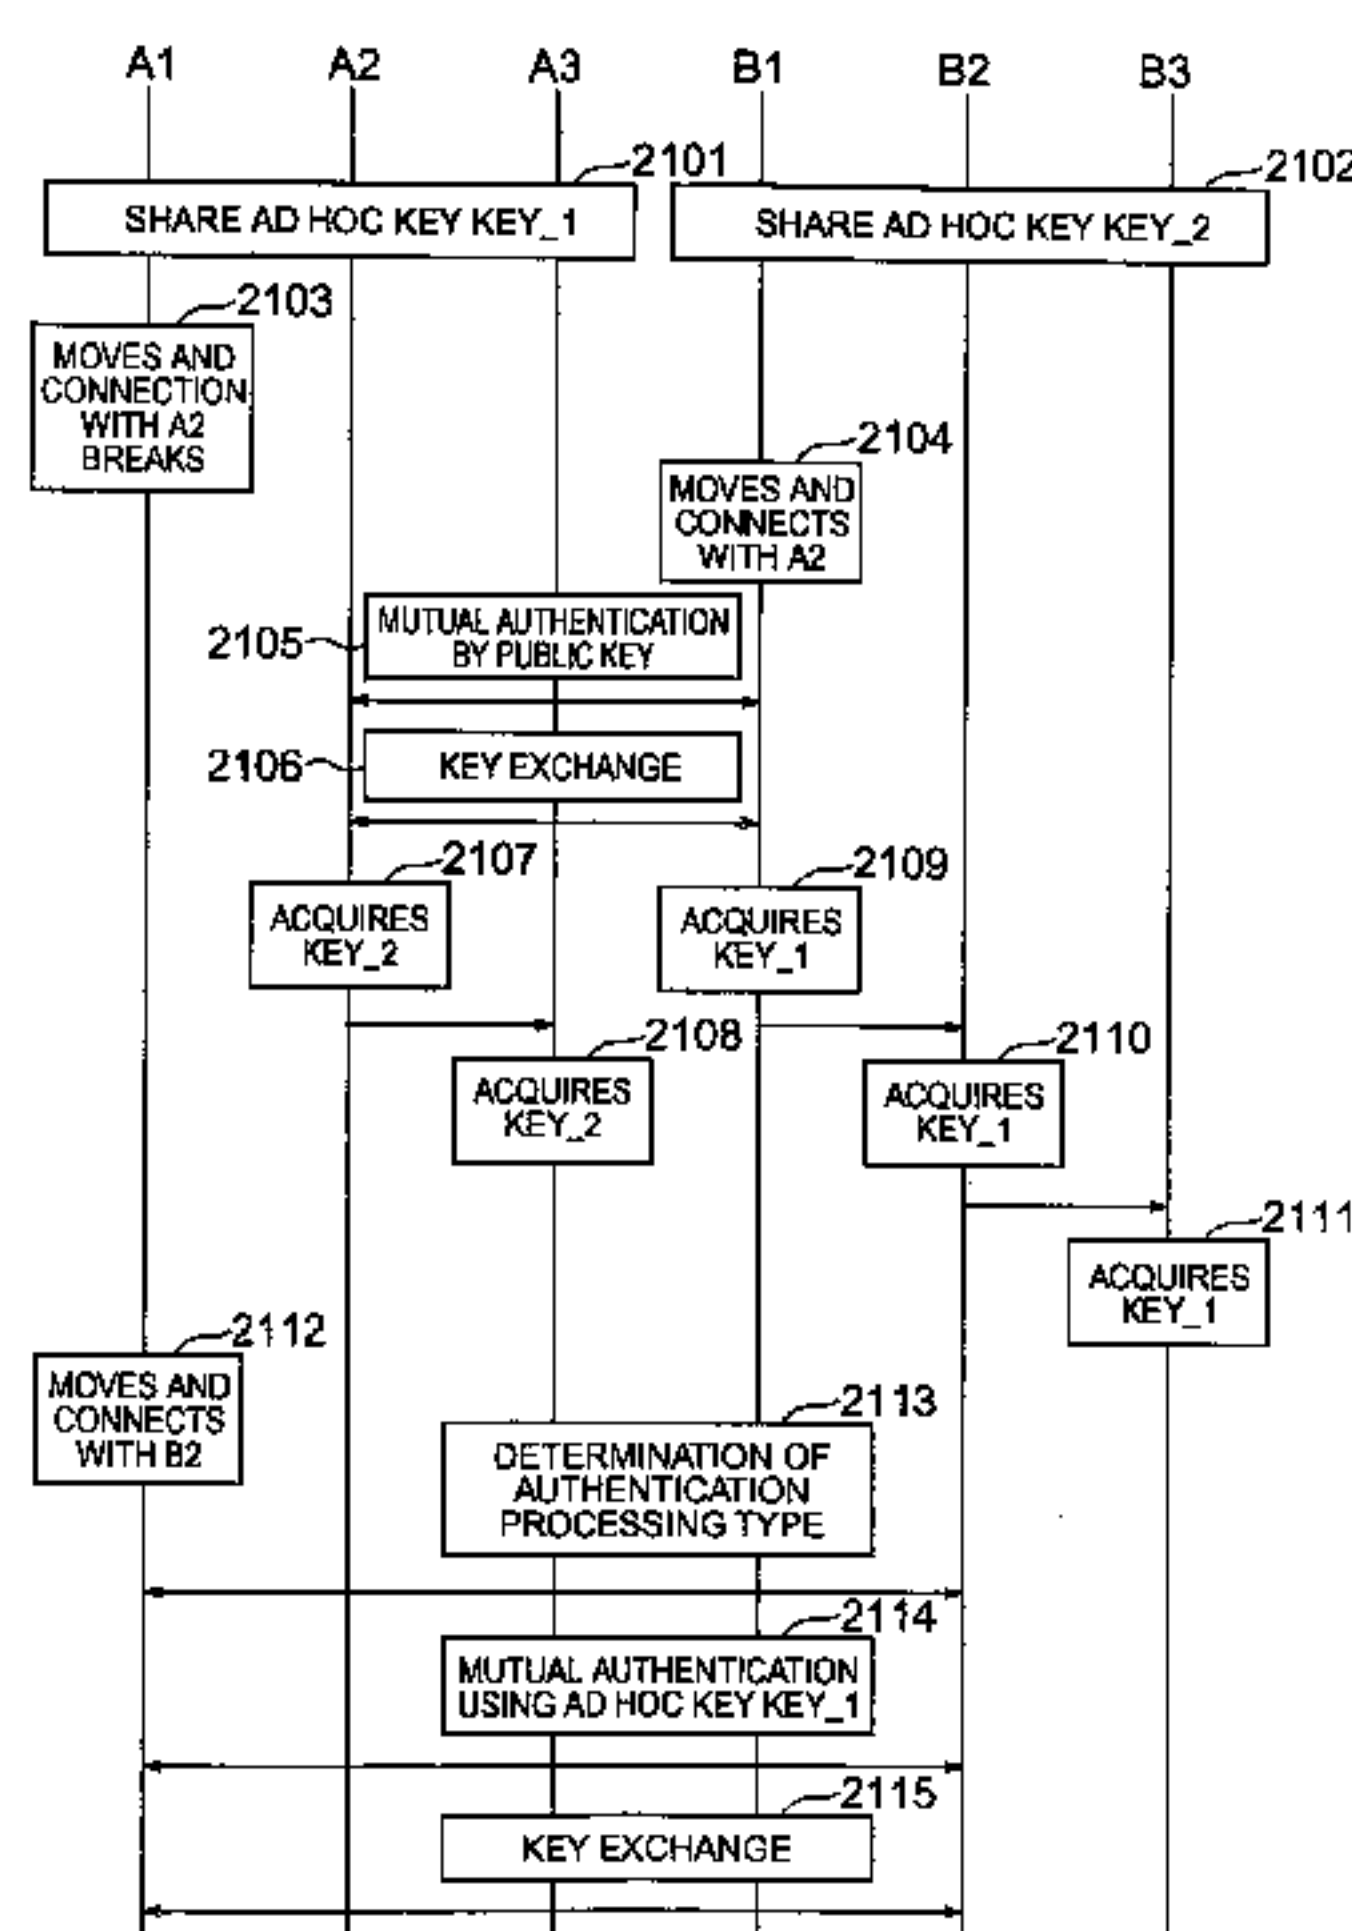 A1
A2
A3
B1
B2
B3
2101
2102
SHARE AD HOC KEY KEY_1
SHARE AD HOC KEY KEY_2
2103
MOVES AND
CONNECTION
WITH A2
BREAKS
2104
MOVES AND
CONNECTS
WITH A2
2105
MUTUAL AUTHENTICATION
BY PUBLIC KEY
2106
KEY EXCHANGE
2107
ACQUIRES
KEY_2
2109
ACQUIRES
KEY_1
2108
ACQUIRES
KEY_2
2110
ACQUIRES
KEY_1
2111
ACQUIRES
KEY_1
2112
MOVES AND
CONNECTS
WITH B2
2113
DETERMINATION OF
AUTHENTICATION
PROCESSING TYPE
2114
MUTUAL AUTHENTICATION
USING AD HOC KEY KEY_1
2115
KEY EXCHANGE